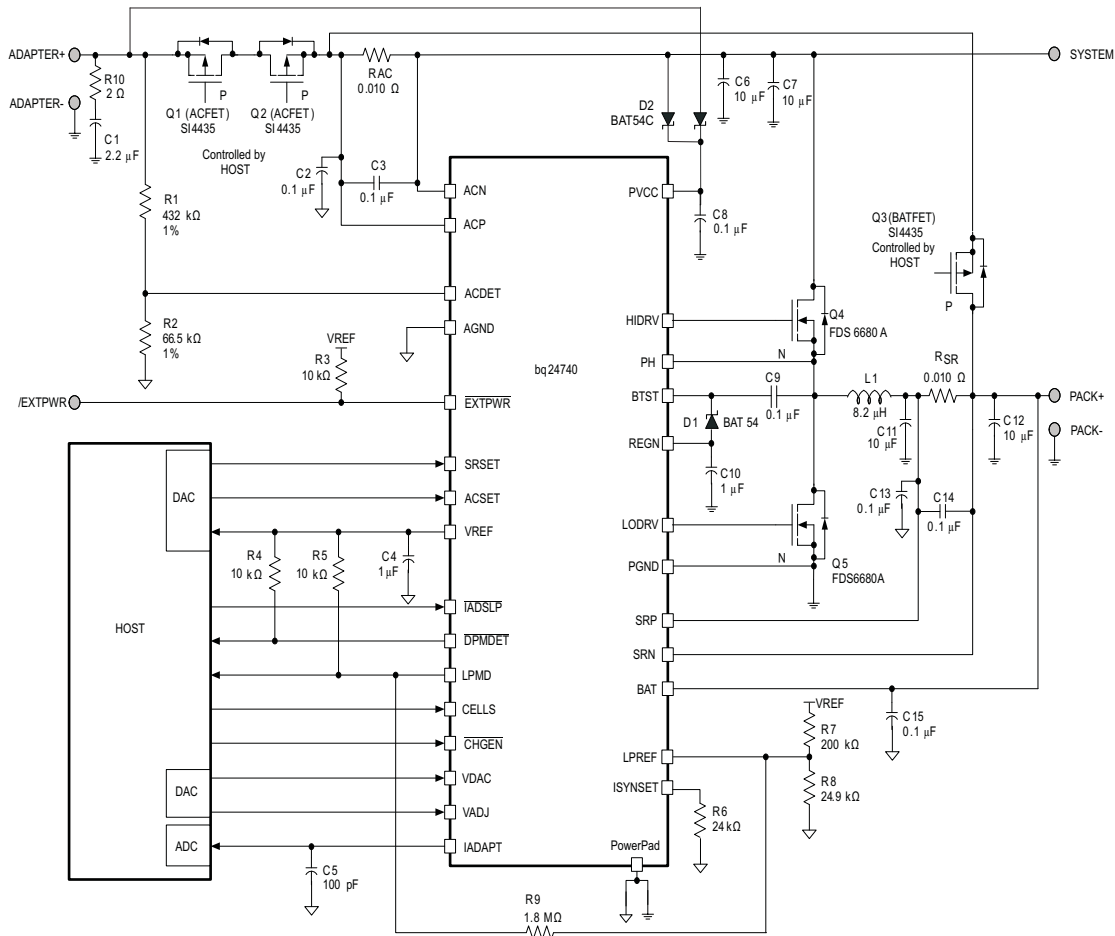 ADAPTER+
R10
2 Ω
ADAPTER-
C1
2.2 µF
P
Q1 (ACFET)
SI4435
P
Q2 (ACFET)
SI4435
Controlled by
HOST
RAC
0.010 Ω
C6
10 µF
C7
10 µF
SYSTEM
D2
BAT54C
R1
432 kΩ
1%
C2
0.1 µF
C3
0.1 µF
C8
0.1 µF
Q3(BATFET)
SI4435
Controlled by
HOST
P
R2
66.5 kΩ
1%
VREF
R3
10 kΩ
/EXTPWR
bq24740
ACN
ACP
ACDET
AGND
EXTPWR
SRSET
ACSET
VREF
IADSLP
DPMDET
LPMD
CELLS
CHGEN
VDAC
VADJ
IADAPT
PVCC
HIDRV
PH
BTST
REGN
LODRV
PGND
SRP
SRN
BAT
LPREF
ISYNSET
PowerPad
Q4
FDS6680A
N
C9
0.1 µF
D1
BAT 54
C10
1 µF
L1
8.2 µH
RSR
0.010 Ω
C11
10 µF
C12
10 µF
PACK+
PACK-
C13
0.1 µF
C14
0.1 µF
N
Q5
FDS6680A
C15
0.1 µF
VREF
R7
200 kΩ
R8
24.9 kΩ
R6
24 kΩ
HOST
DAC
DAC
ADC
R4
10 kΩ
R5
10 kΩ
C4
1 µF
C5
100 pF
R9
1.8 MΩ